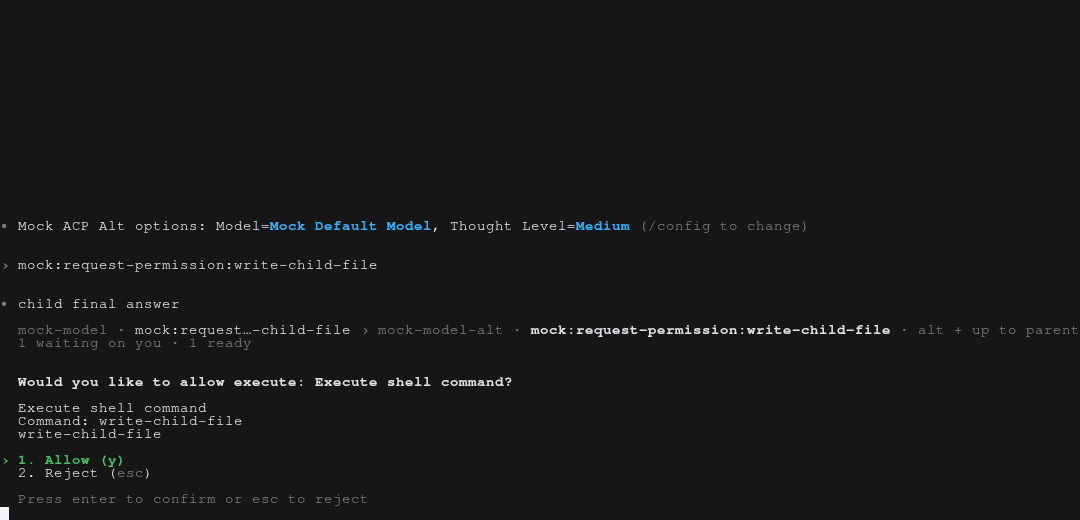 • Mock ACP Alt options: Model=Mock Default Model, Thought Level=Medium (/config to change)
› mock:request-permission:write-child-file
• child final answer
mock-model · mock:request…-child-file › mock-model-alt · mock:request-permission:write-child-file · alt + up to parent
1 waiting on you · 1 ready
Would you like to allow execute: Execute shell command?
Execute shell command
Command: write-child-file
write-child-file
› 1. Allow (y)
2. Reject (esc)
Press enter to confirm or esc to reject